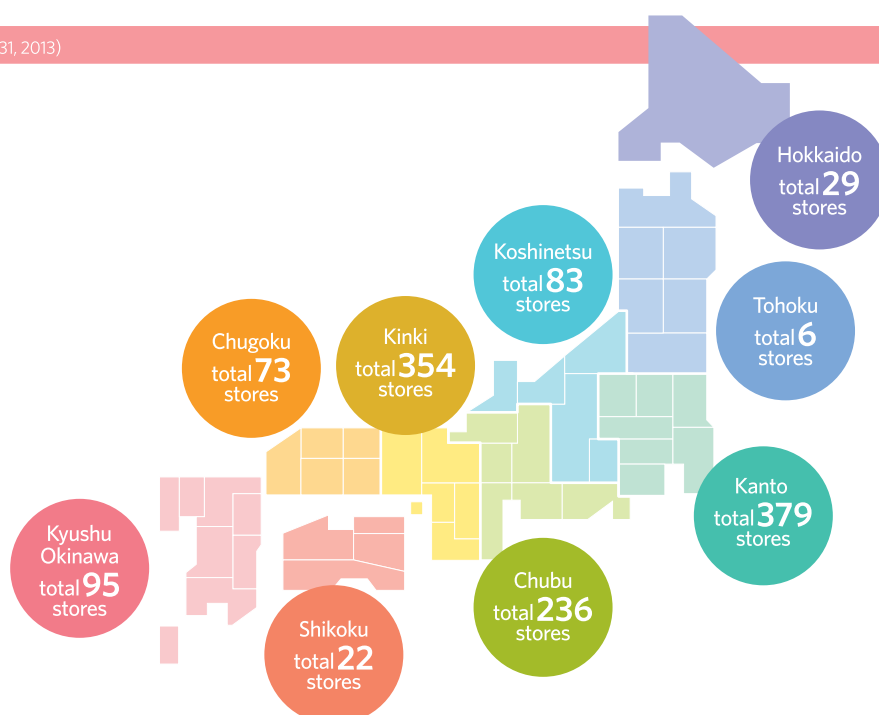 31, 2013)
Hokkaido
total 29
stores
Koshinetsu
total 83
stores
Tohoku
total 6
stores
Chugoku
total 73
stores
Kinki
total 354
stores
Kanto
total 379
stores
Kyushu
Okinawa
total 95
stores
Chubu
total 236
stores
Shikoku
total 22
stores